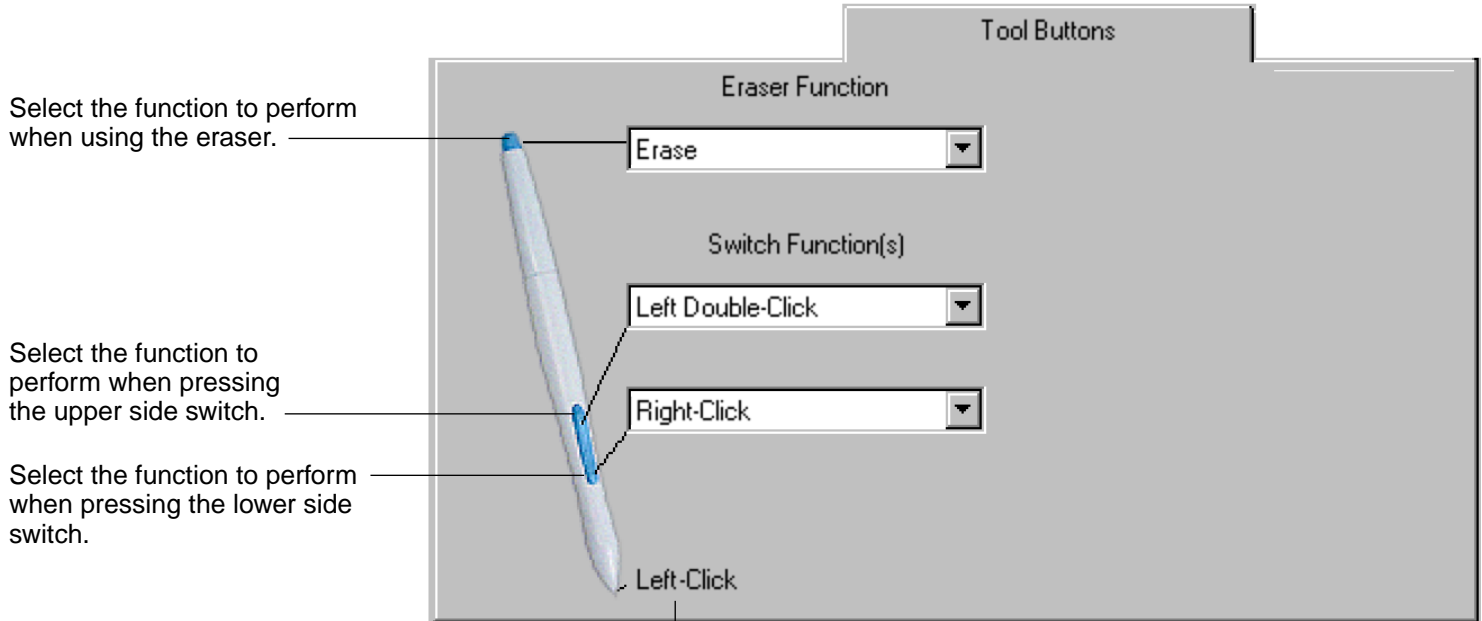 Tool Buttons
Eraser Function
Select the function to perform
when using the eraser.
Erase
Switch Function(s)
Left Double-Click
Select the function to
perform when pressing
the upper side switch.
Right-Click
Select the function to perform
when pressing the lower side
switch.
Left-Click